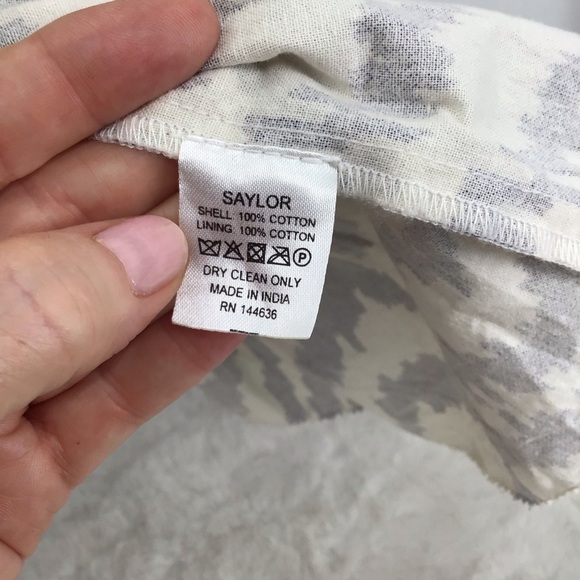 SAYLOR
SHELL 100% COTTON
LINING: 100% COTTON
P
DRY CLEAN ONLY
MADE IN INDIA
RN 144636